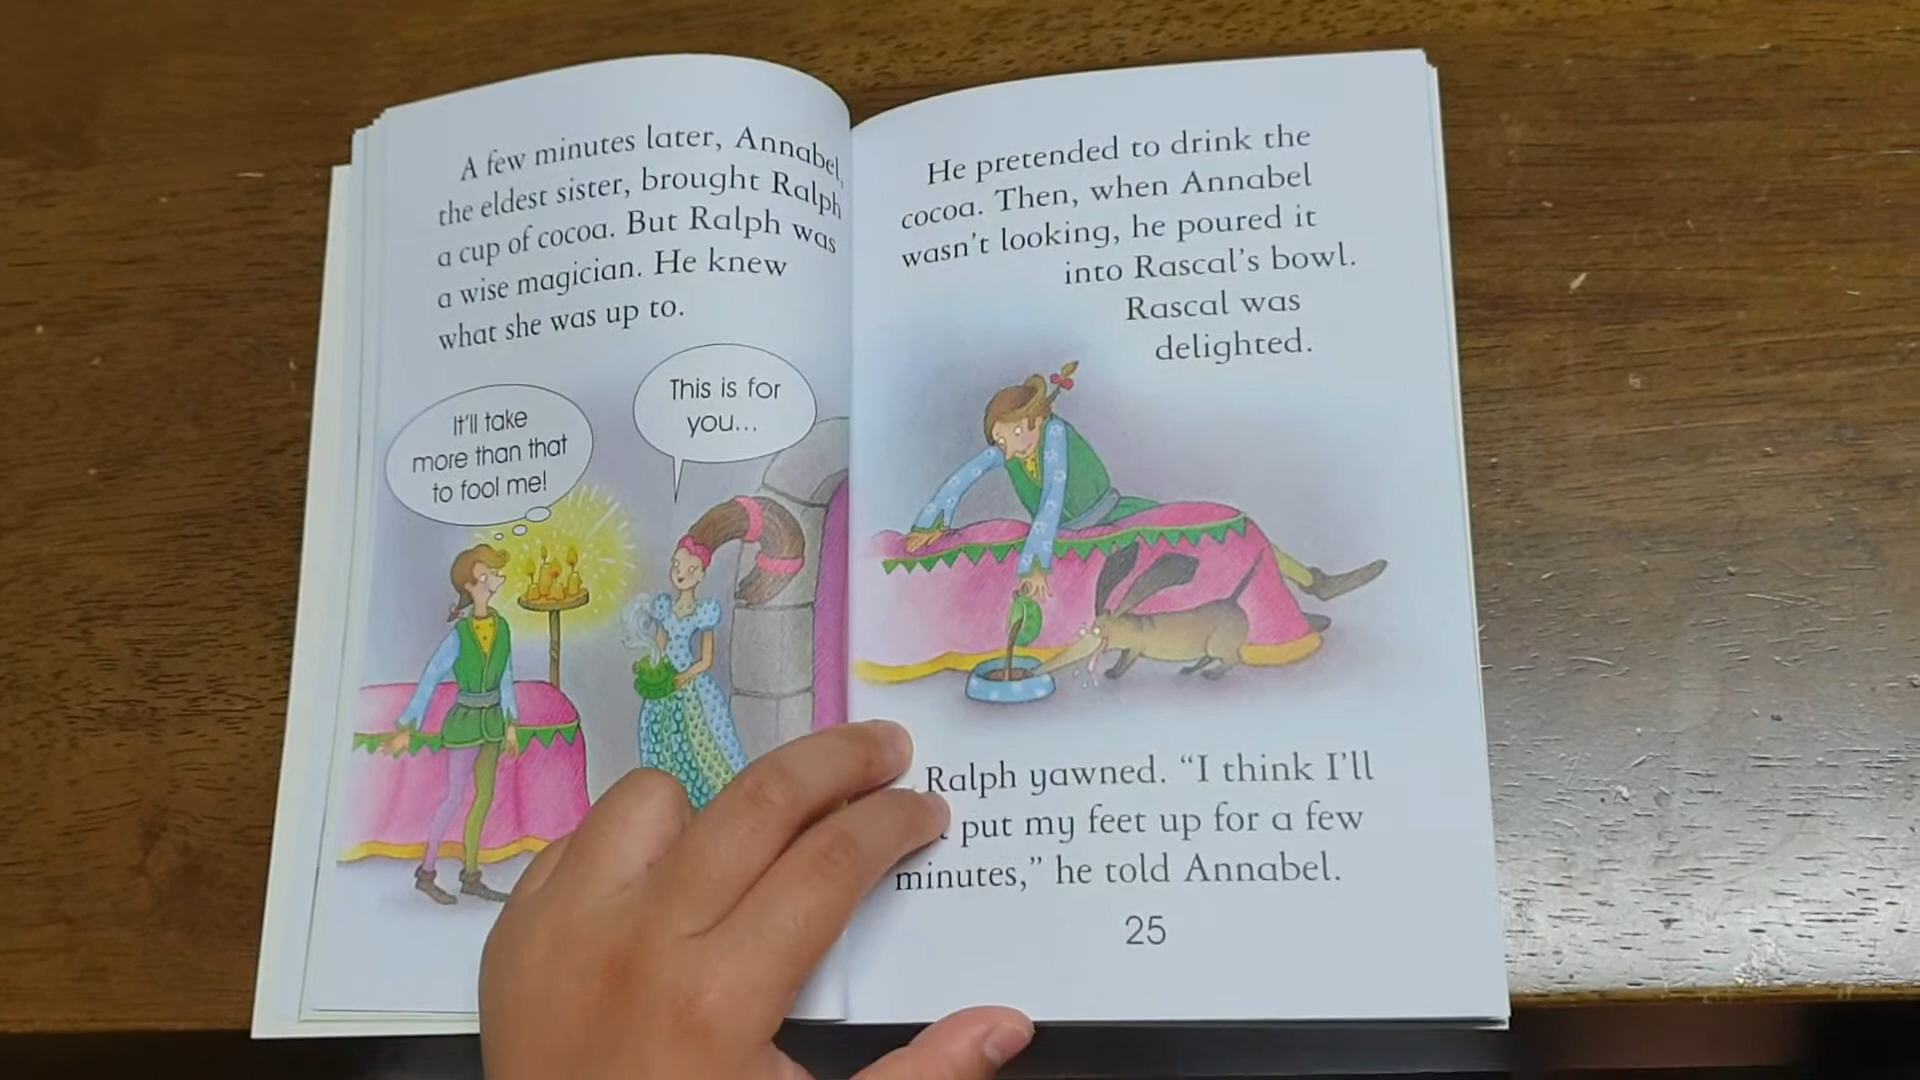 A few minutes later, Annabel,
the eldest sister, brought Ralph
a cup of cocoa. But Ralph was
a wise magician. He knew
what she was up to.
It'll take
more than that
to fool me!
This is for
you...
He pretended to drink the
cocoa. Then, when Annabel
wasn't looking, he poured it
into Rascal's bowl.
Rascal was
delighted.
Ralph yawned. “I think I'll
put my feet up for a few
minutes,” he told Annabel.
25